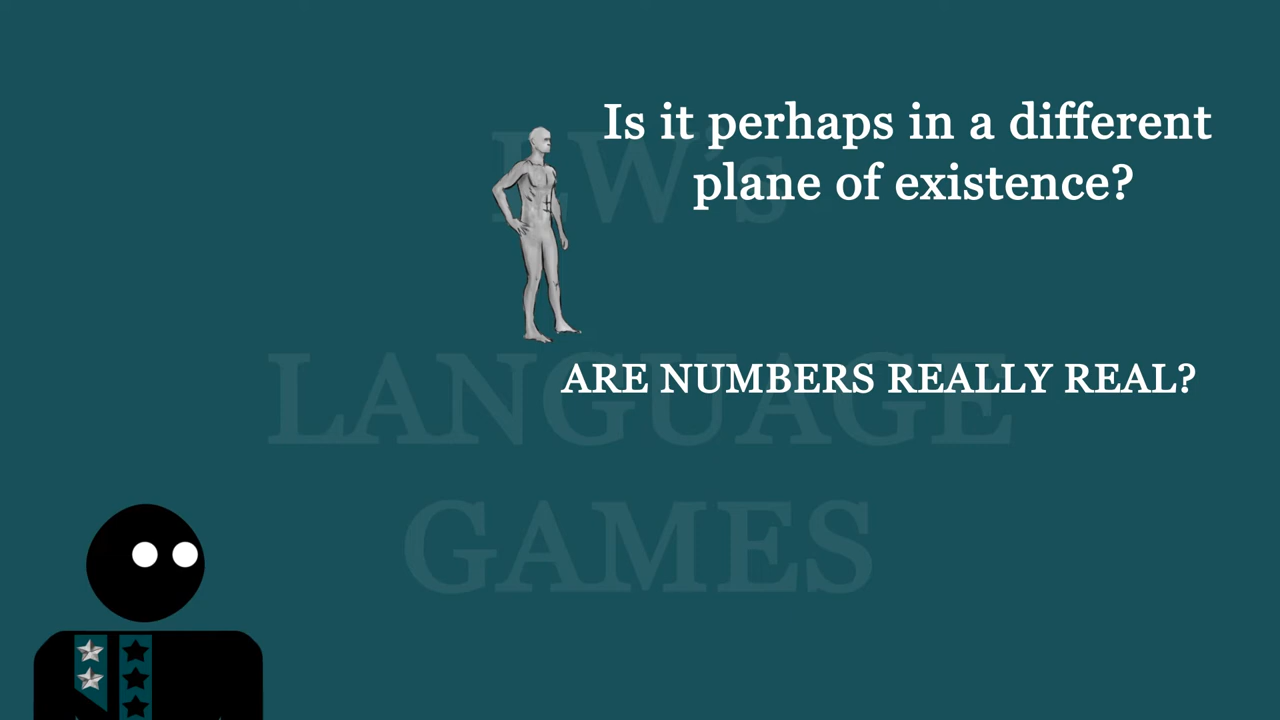 Is it perhaps in a different
plane of existence?
LW's
ARE NUMBERS REALLY REAL?
LANGUAGE
GAMES